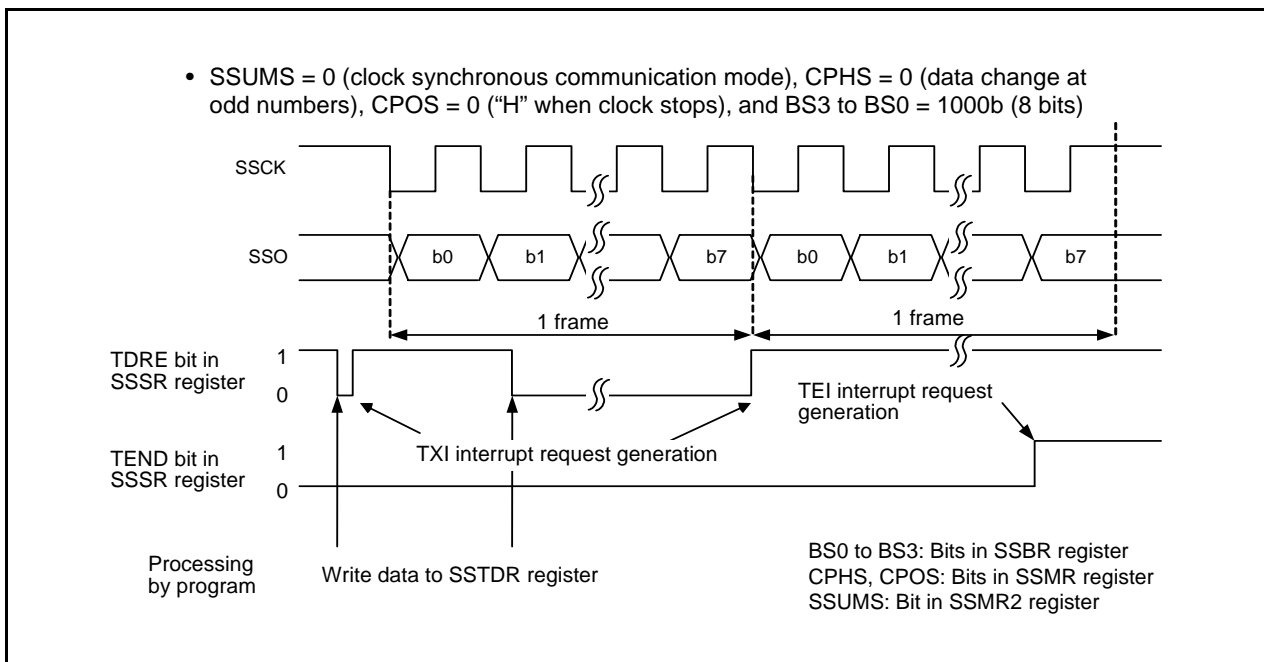 • SSUMS = 0 (clock synchronous communication mode), CPHS = 0 (data change at
odd numbers), CPOS = 0 (“H” when clock stops), and BS3 to BS0 = 1000b (8 bits)
SSCK
SSO
b0
b1
b7
b0
b1
b7
1 frame
1 frame
TDRE bit in
SSSR register
1
0
TEI interrupt request
generation
TXI interrupt request generation
TEND bit in
SSSR register
1
0
Processing
by program
Write data to SSTDR register
BS0 to BS3: Bits in SSBR register
CPHS, CPOS: Bits in SSMR register
SSUMS: Bit in SSMR2 register